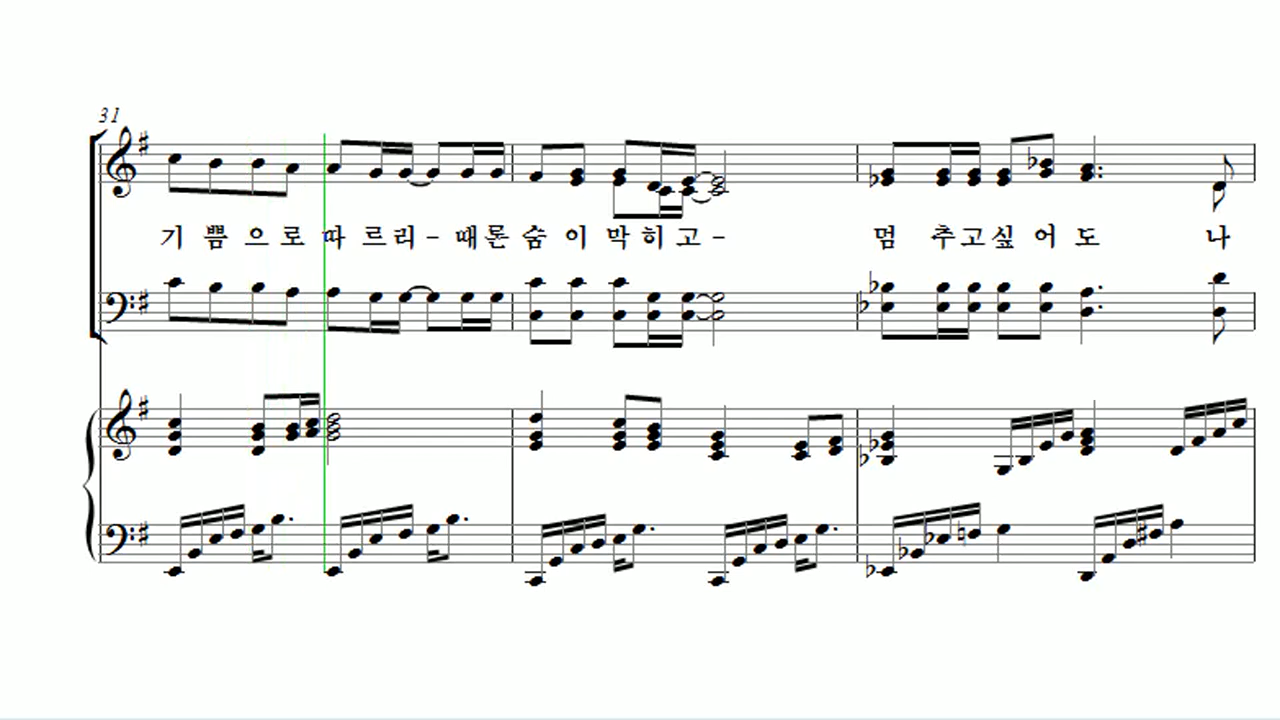 31
기 쁨 으 로 따 르 리 - 때 론 숨 이 막 히 고 - 멈 추 고 싶 어 도 나